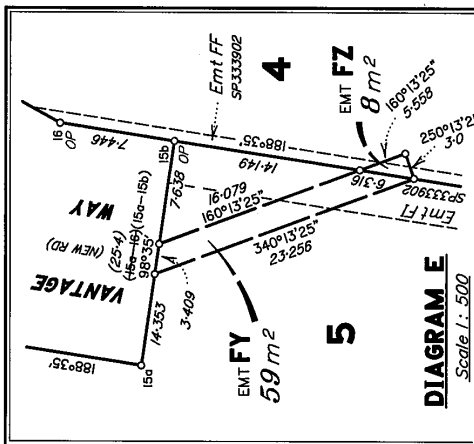 16
OP
7·446
Emt FF
SP333902
4
EMT FZ
8 m²
160°13'25"
5·558
250°13'25"
3·0
15b
OP
188°35'
14·149
6·316
SP333902
Emt FI
WAY
VANTAGE
(NEW RD)
(25·4)
(15a-16)(15a-15b)
98°35'
7·638
16·079
160°13'25"
340°13'25"
23·256
3·409
14·353
188°35'
15a
EMT FY
59 m²
5
DIAGRAM E
Scale 1 : 500